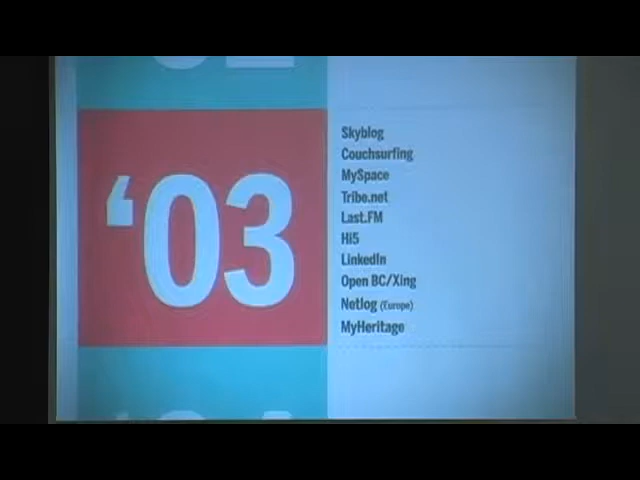 ‘03
Skyblog
Couchsurfing
MySpace
Tribe.net
Last.FM
Hi5
LinkedIn
Open BC/Xing
Netlog (Europe)
MyHeritage